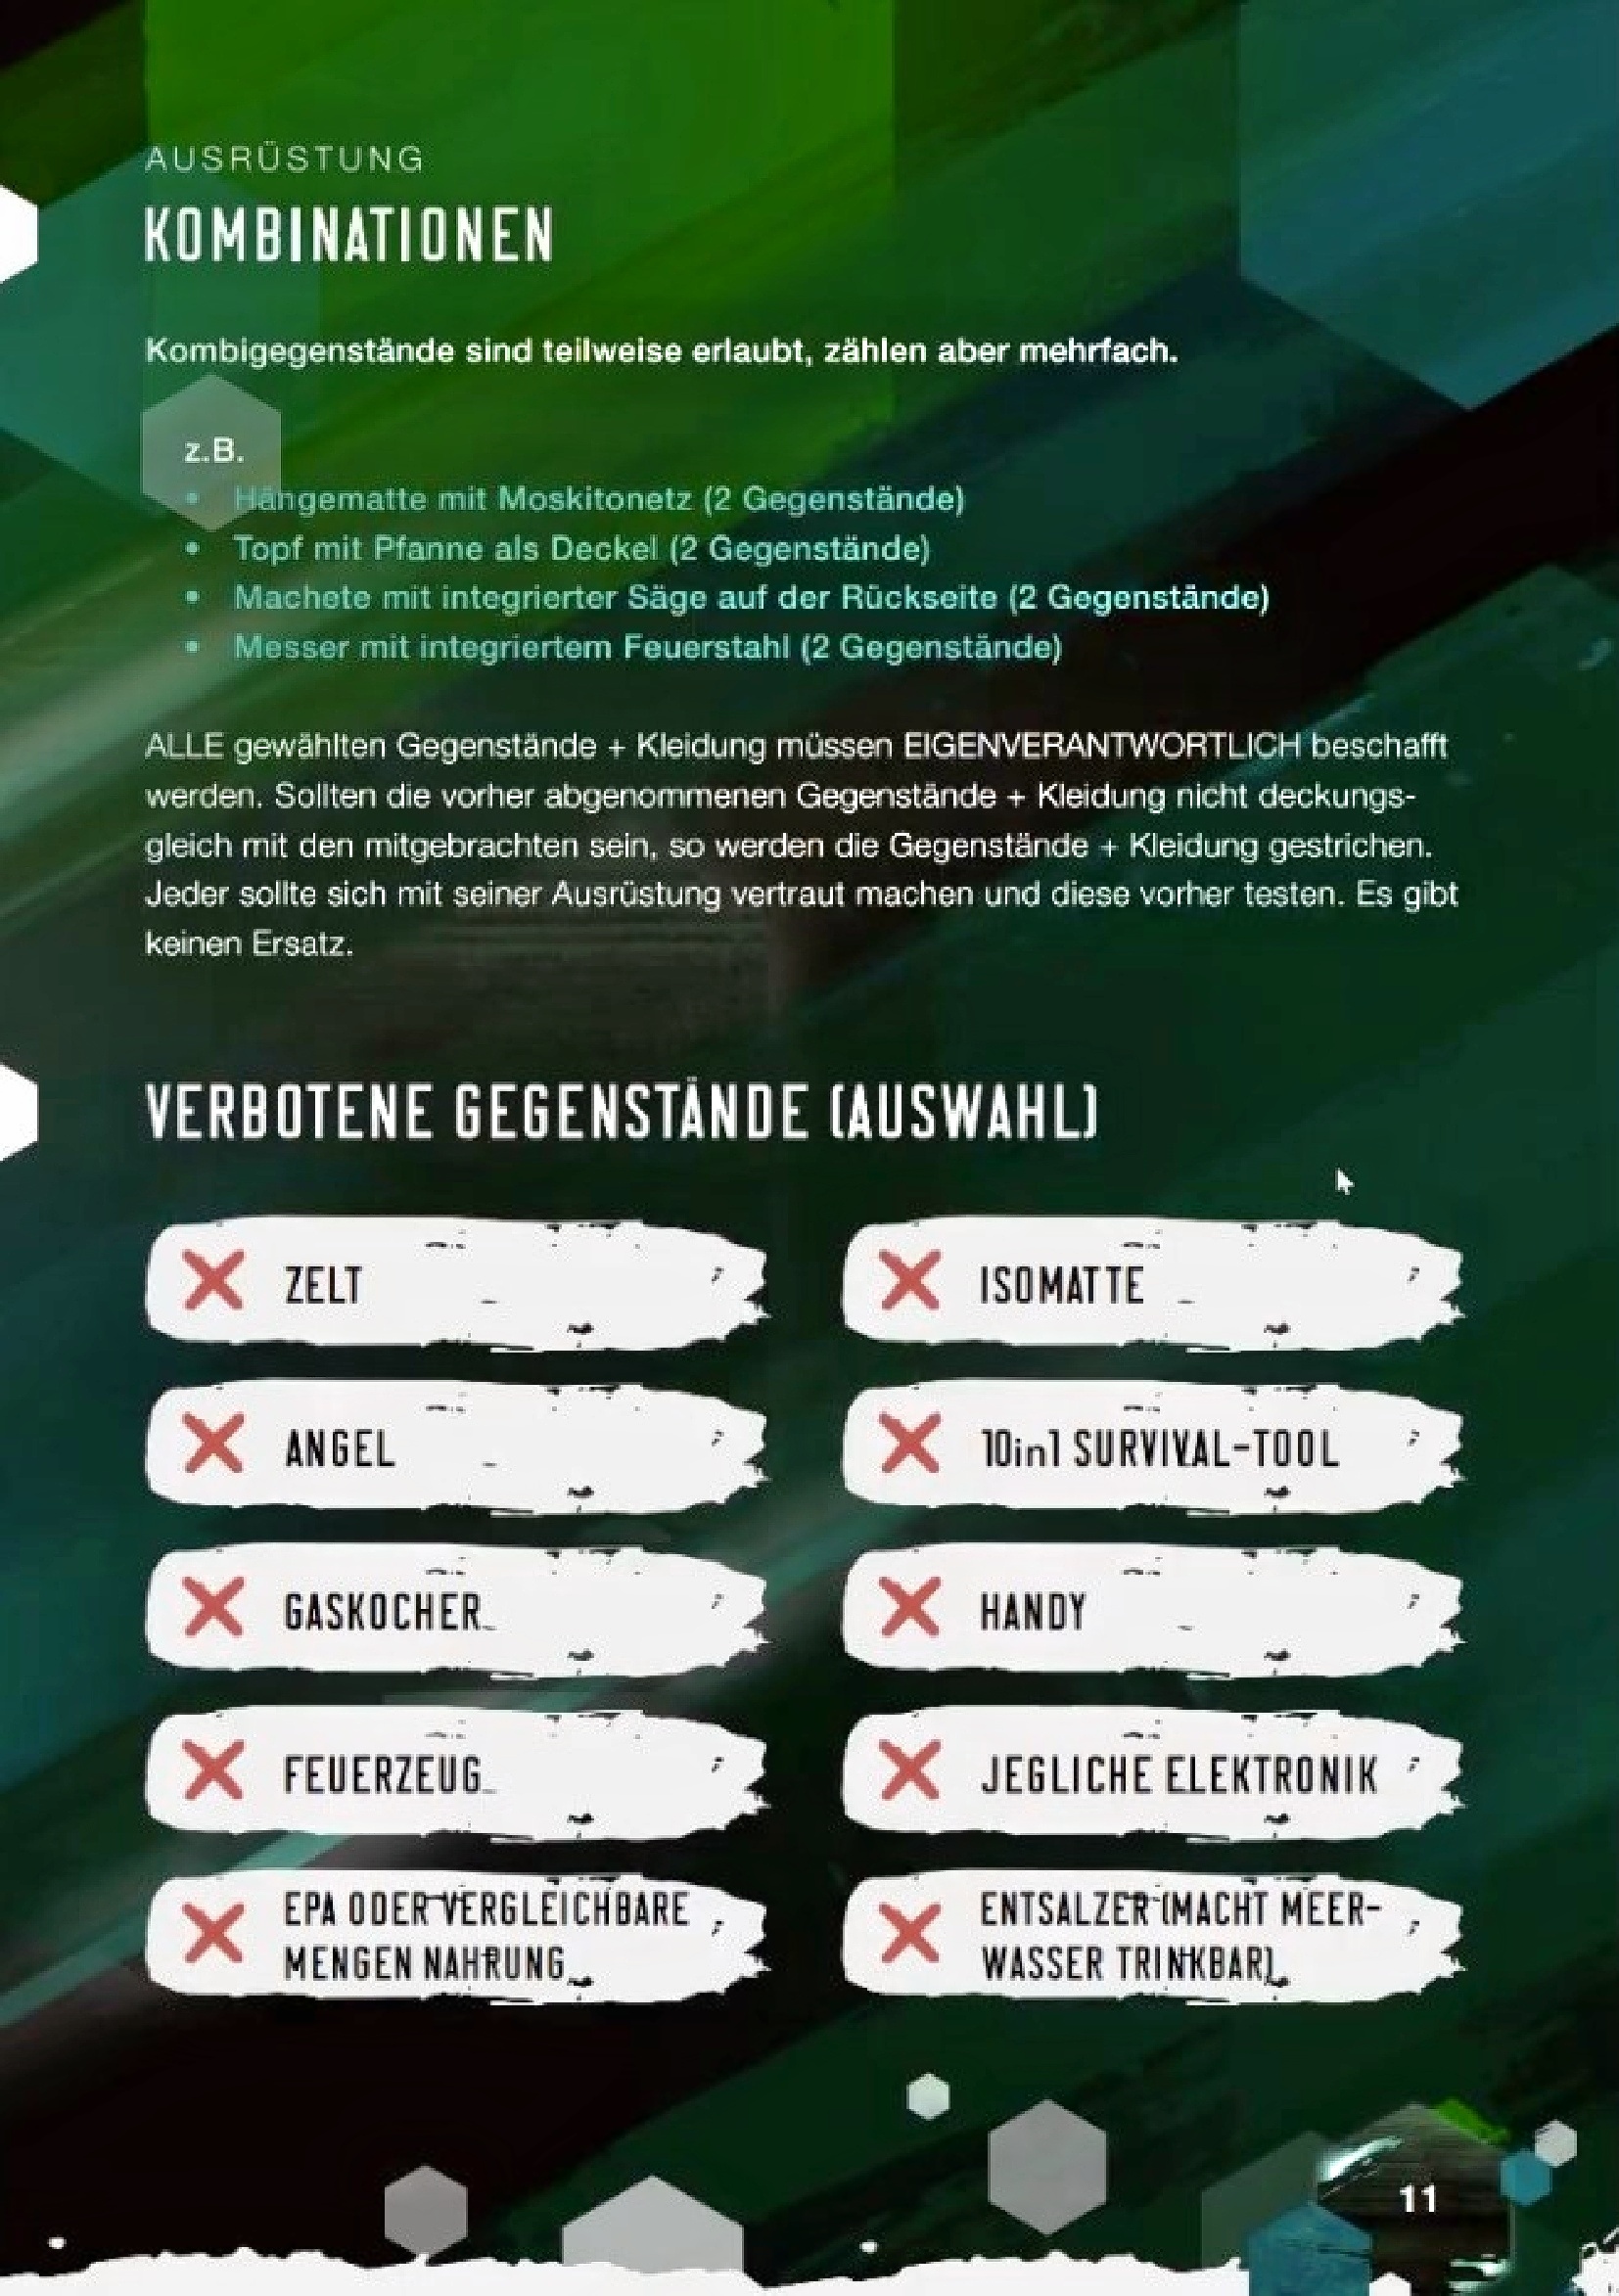 AUSRÜSTUNG
KOMBINATIONEN
Kombigegenstände sind teilweise erlaubt, zählen aber mehrfach.
z.B.
• Hängematte mit Moskitonetz (2 Gegenstände)
• Topf mit Pfanne als Deckel (2 Gegenstände)
• Machete mit integrierter Säge auf der Rückseite (2 Gegenstände)
• Messer mit integriertem Feuerstahl (2 Gegenstände)
ALLE gewählten Gegenstände + Kleidung müssen EIGENVERANTWORTLICH beschafft
werden. Sollten die vorher abgenommenen Gegenstände + Kleidung nicht deckungs-
gleich mit den mitgebrachten sein, so werden die Gegenstände + Kleidung gestrichen.
Jeder sollte sich mit seiner Ausrüstung vertraut machen und diese vorher testen. Es gibt
keinen Ersatz.
VERBOTENE GEGENSTÄNDE (AUSWAHL)
ZELT
ISOMATTE
ANGEL
10in1 SURVIVAL-TOOL
GASKOCHER
HANDY
FEUERZEUG
JEGLICHE ELEKTRONIK
EPA ODER VERGLEICHBARE
MENGEN NAHRUNG
ENTSALZER (MACHT MEER-
WASSER TRINKBAR)
11